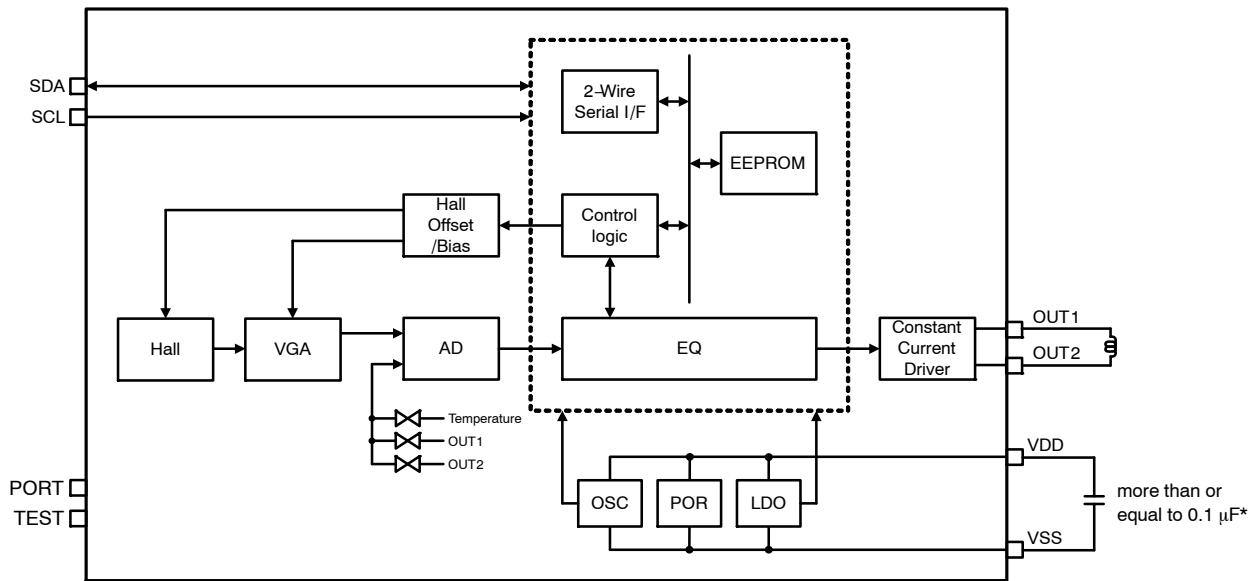 SDA
SCL
2–Wire
Serial I/F
EEPROM
Hall
Offset
/Bias
Control
logic
Hall
VGA
AD
EQ
Constant
Current
Driver
OUT1
OUT2
Temperature
OUT1
OUT2
VDD
PORT
TEST
OSC
POR
LDO
more than or
equal to 0.1 μF*
VSS